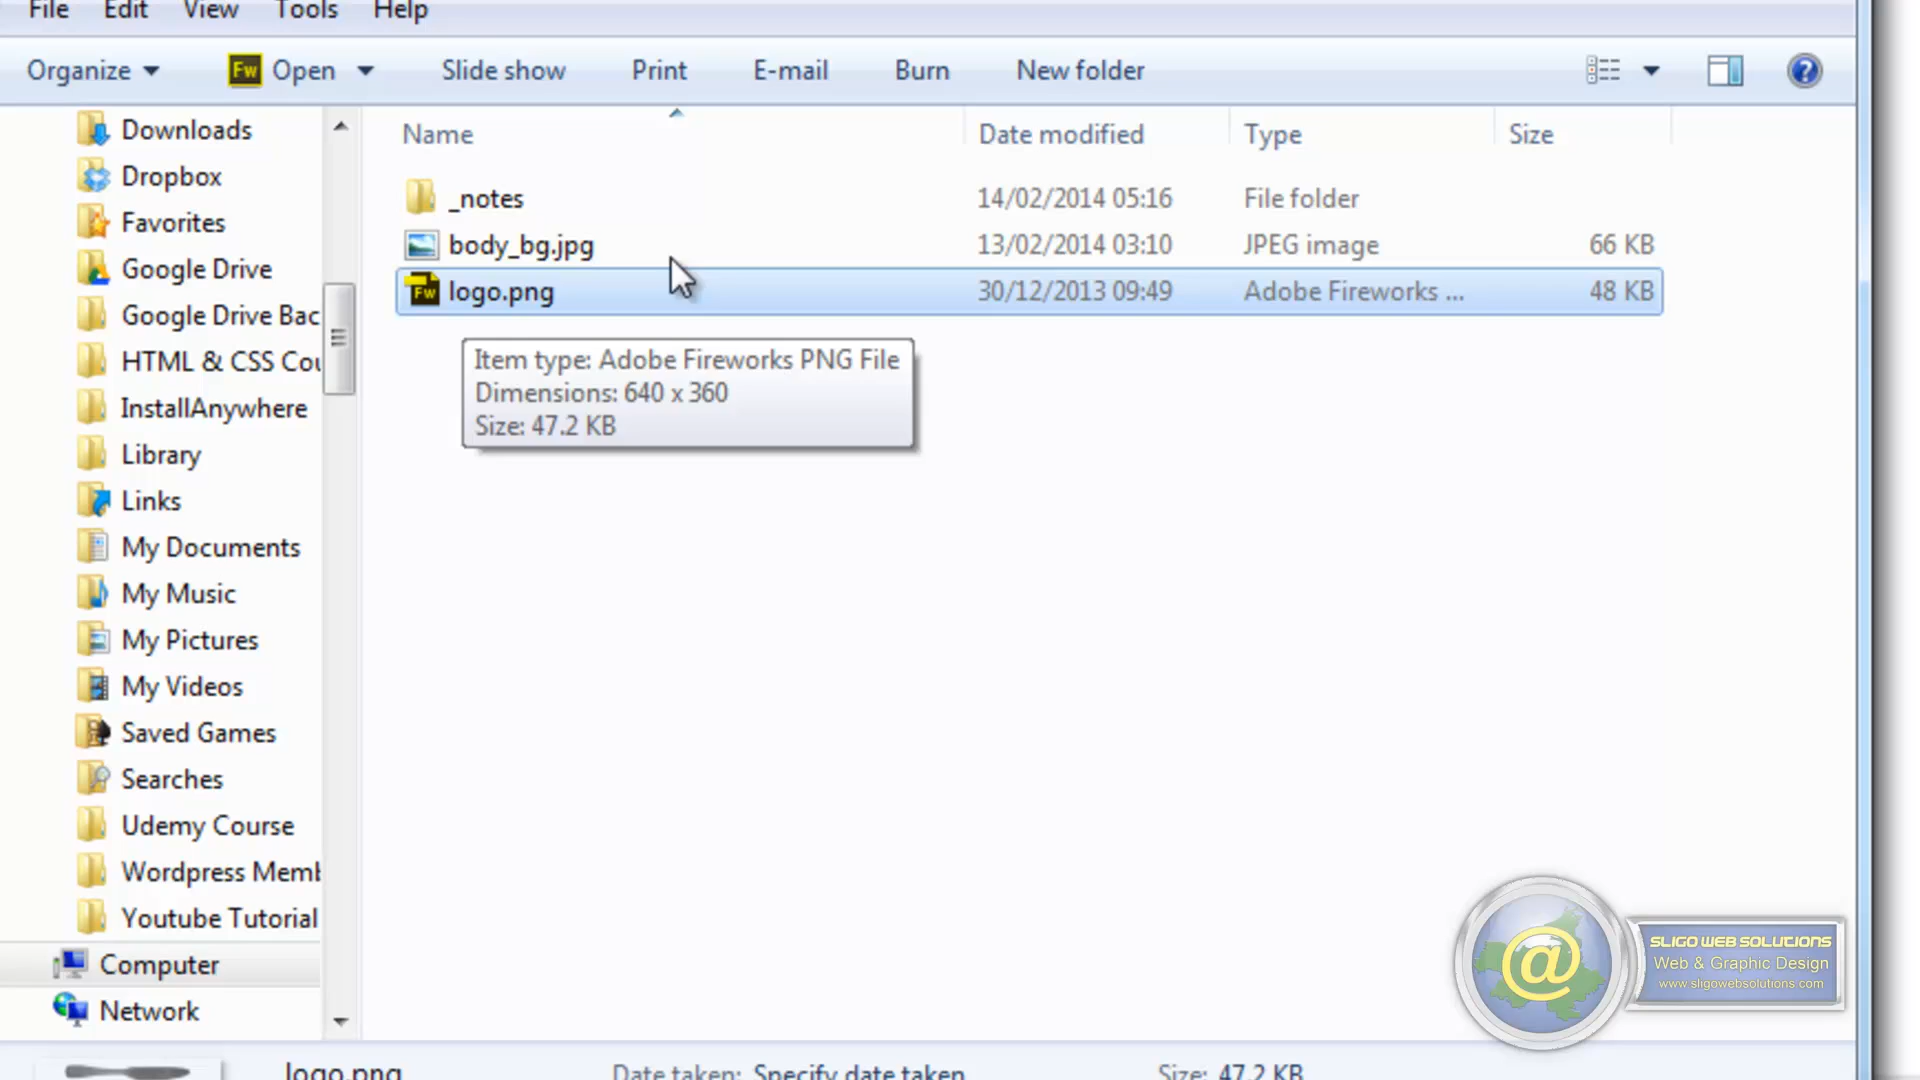 File Edit View Tools Help
Organize Fw Open Slide show Print E-mail Burn New folder
Name Date modified Type Size
Downloads
Dropbox
Favorites
Google Drive
Google Drive Bac
HTML & CSS Cou
InstallAnywhere
Library
Links
My Documents
My Music
My Pictures
My Videos
Saved Games
Searches
Udemy Course
Wordpress Memb
Youtube Tutorial
Computer
Network
_notes 14/02/2014 05:16 File folder
body_bg.jpg 13/02/2014 03:10 JPEG image 66 KB
Fw logo.png 30/12/2013 09:49 Adobe Fireworks ... 48 KB
Item type: Adobe Fireworks PNG File
Dimensions: 640 x 360
Size: 47.2 KB
@
SLIGO WEB SOLUTIONS
Web & Graphic Design
www.sligowebsolutions.com
logo.png Date taken: Specify date taken Size: 47.2 KB